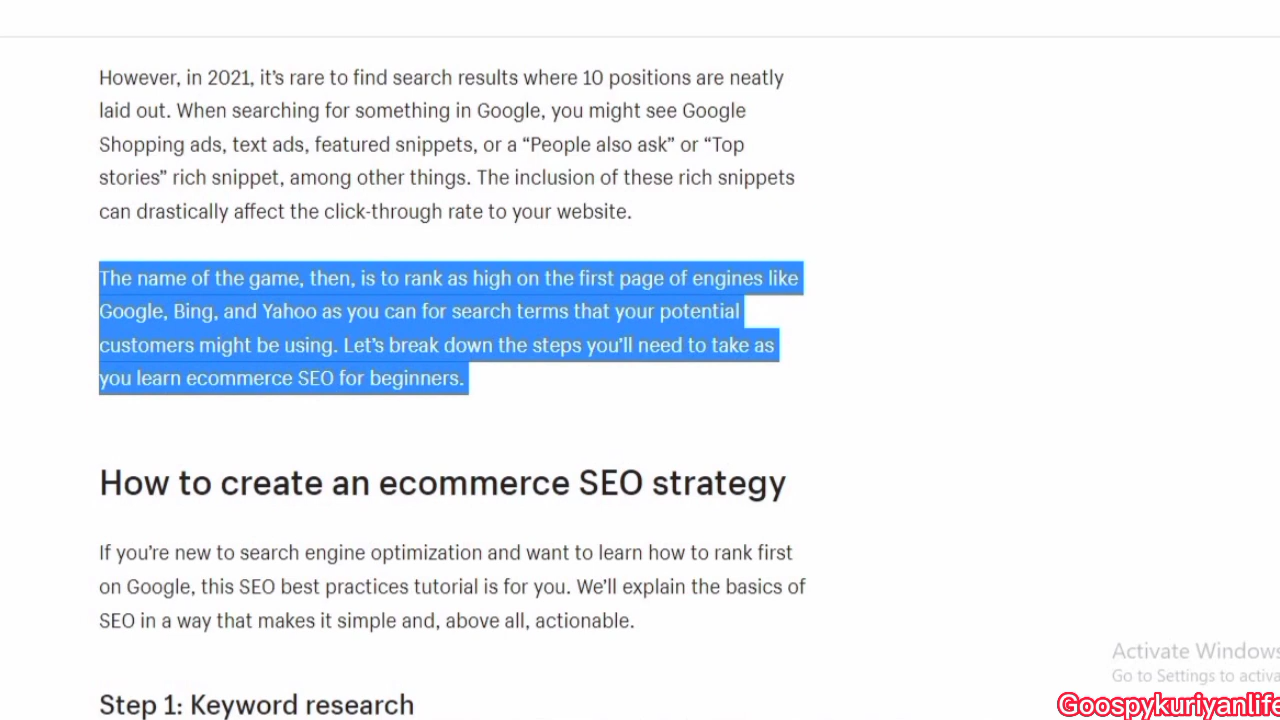 However, in 2021, it’s rare to find search results where 10 positions are neatly
laid out. When searching for something in Google, you might see Google
Shopping ads, text ads, featured snippets, or a “People also ask” or “Top
stories” rich snippet, among other things. The inclusion of these rich snippets
can drastically affect the click-through rate to your website.
The name of the game, then, is to rank as high on the first page of engines like
Google, Bing, and Yahoo as you can for search terms that your potential
customers might be using. Let’s break down the steps you’ll need to take as
you learn ecommerce SEO for beginners.
How to create an ecommerce SEO strategy
If you’re new to search engine optimization and want to learn how to rank first
on Google, this SEO best practices tutorial is for you. We’ll explain the basics of
SEO in a way that makes it simple and, above all, actionable.
Step 1: Keyword research
Activate Windows
Go to Settings to activa
Goospykuriyanlife